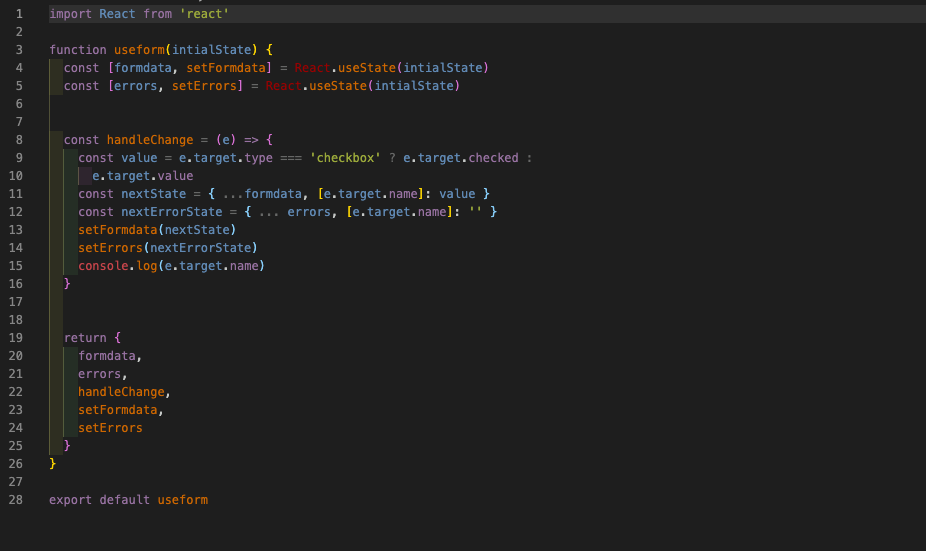 1 import React from 'react'
2
3 function useform(intialState) {
4 const [formdata, setFormdata] = React.useState(intialState)
5 const [errors, setErrors] = React.useState(intialState)
6
7
8 const handleChange = (e) => {
9 const value = e.target.type === 'checkbox' ? e.target.checked :
10 e.target.value
11 const nextState = { ...formdata, [e.target.name]: value }
12 const nextErrorState = { ... errors, [e.target.name]: '' }
13 setFormdata(nextState)
14 setErrors(nextErrorState)
15 console.log(e.target.name)
16 }
17
18
19 return {
20 formdata,
21 errors,
22 handleChange,
23 setFormdata,
24 setErrors
25 }
26 }
27
28 export default useform